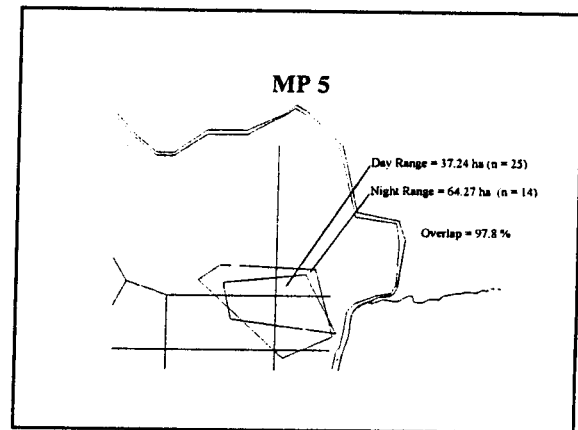 MP 5
Day Range = 37.24 ha (n = 25)
Night Range = 64.27 ha (n = 14)
Overlap = 97.8 %